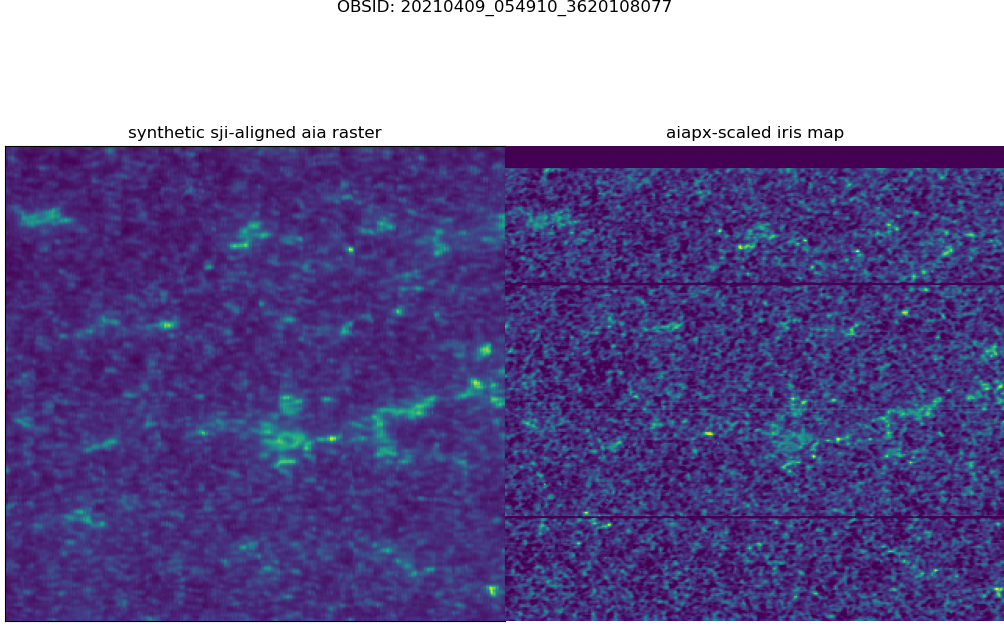 OBSID: 20210409_054910_3620108077
synthetic sji-aligned aia raster
aiapx-scaled iris map